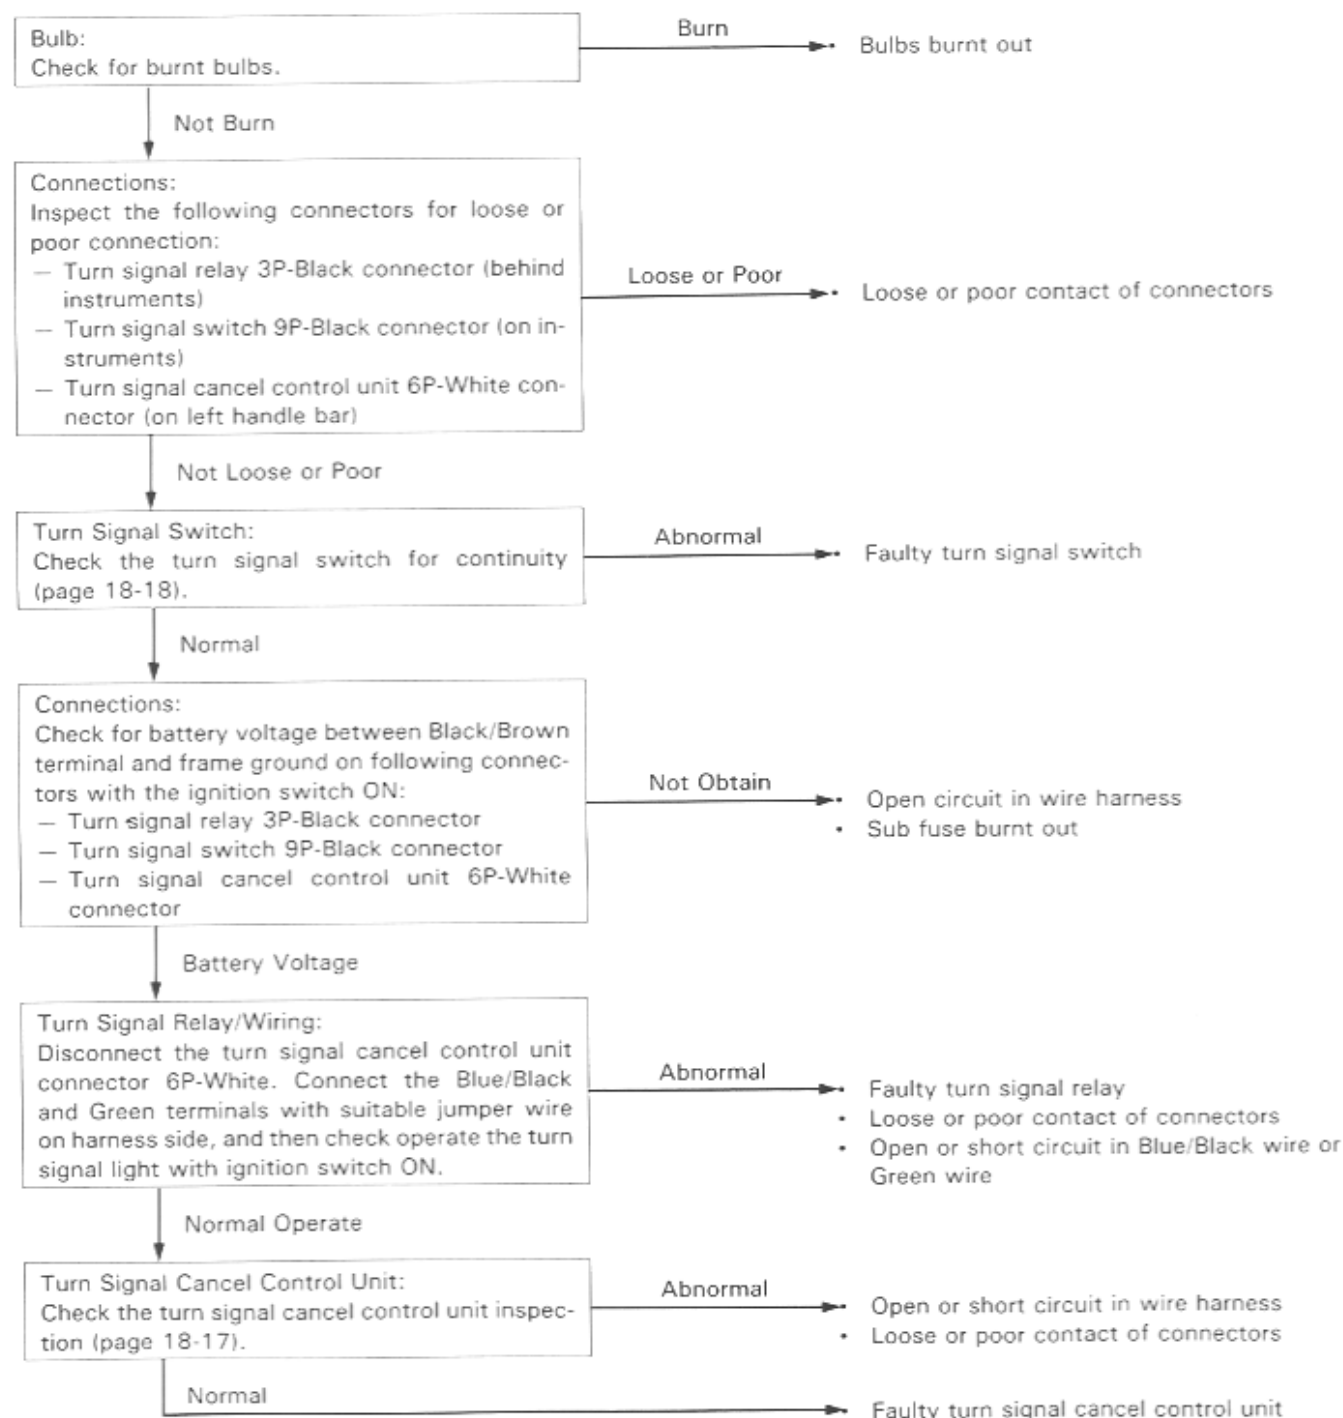 Bulb:
Check for burnt bulbs.
Burn
• Bulbs burnt out
Not Burn
Connections:
Inspect the following connectors for loose or
poor connection:
— Turn signal relay 3P-Black connector (behind
instruments)
— Turn signal switch 9P-Black connector (on in-
struments)
— Turn signal cancel control unit 6P-White con-
nector (on left handle bar)
Loose or Poor
• Loose or poor contact of connectors
Not Loose or Poor
Turn Signal Switch:
Check the turn signal switch for continuity
(page 18-18).
Abnormal
• Faulty turn signal switch
Normal
Connections:
Check for battery voltage between Black/Brown
terminal and frame ground on following connec-
tors with the ignition switch ON:
— Turn signal relay 3P-Black connector
— Turn signal switch 9P-Black connector
— Turn signal cancel control unit 6P-White
connector
Not Obtain
• Open circuit in wire harness
• Sub fuse burnt out
Battery Voltage
Turn Signal Relay/Wiring:
Disconnect the turn signal cancel control unit
connector 6P-White. Connect the Blue/Black
and Green terminals with suitable jumper wire
on harness side, and then check operate the turn
signal light with ignition switch ON.
Abnormal
• Faulty turn signal relay
• Loose or poor contact of connectors
• Open or short circuit in Blue/Black wire or
Green wire
Normal Operate
Turn Signal Cancel Control Unit:
Check the turn signal cancel control unit inspec-
tion (page 18-17).
Abnormal
• Open or short circuit in wire harness
• Loose or poor contact of connectors
Normal
• Faulty turn signal cancel control unit